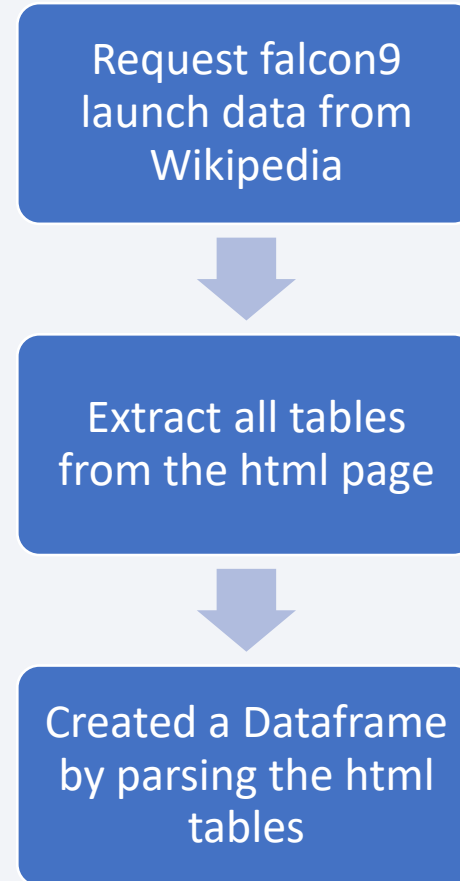 Request falcon9
launch data from
Wikipedia
Extract all tables
from the html page
Created a Dataframe
by parsing the html
tables